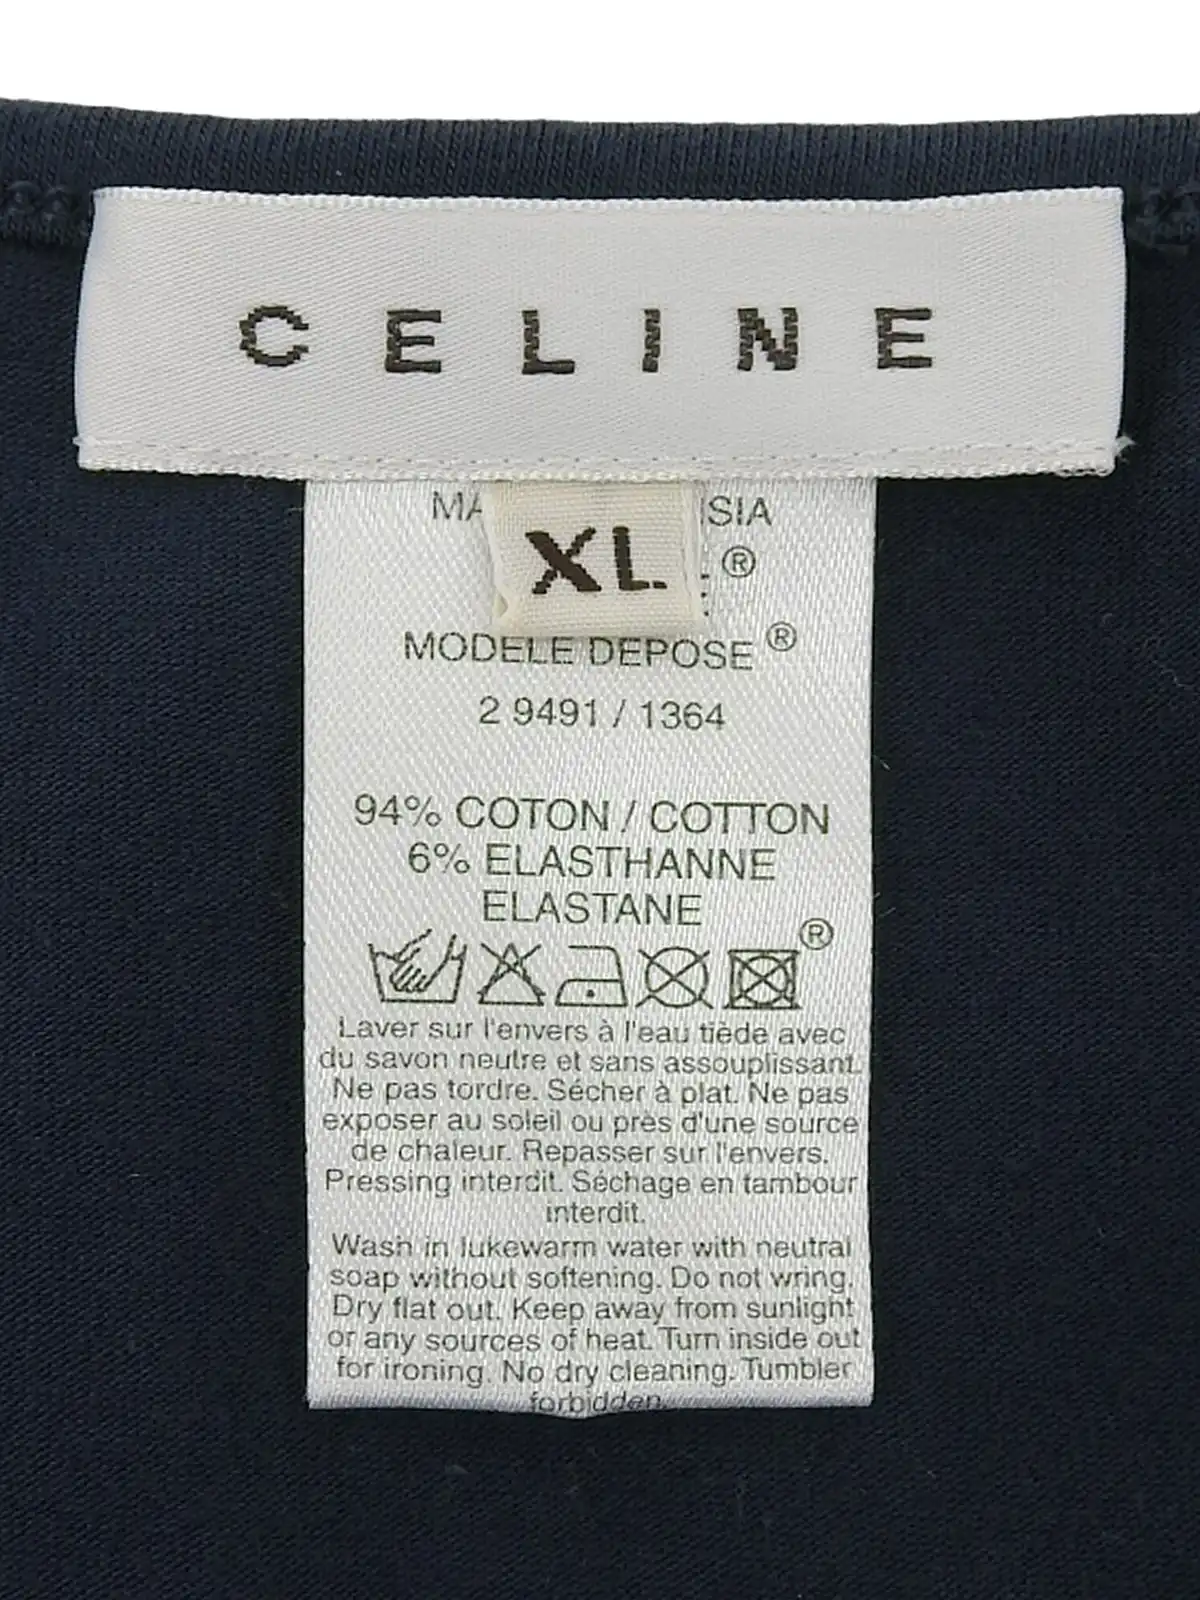 CELINE
XL
®
MODELE DEPOSE ®
2 9491 / 1364
94% COTON / COTTON
6% ELASTHANNE
ELASTANE
®
Laver sur l'envers à l'eau tiède avec
du savon neutre et sans assouplissant.
Ne pas tordre. Sécher à plat. Ne pas
exposer au soleil ou près d'une source
de chaleur. Repasser sur l'envers.
Pressing interdit. Séchage en tambour
interdit.
Wash in lukewarm water with neutral
soap without softening. Do not wring.
Dry flat out. Keep away from sunlight
or any sources of heat. Turn inside out
for ironing. No dry cleaning. Tumbler
forbidden.